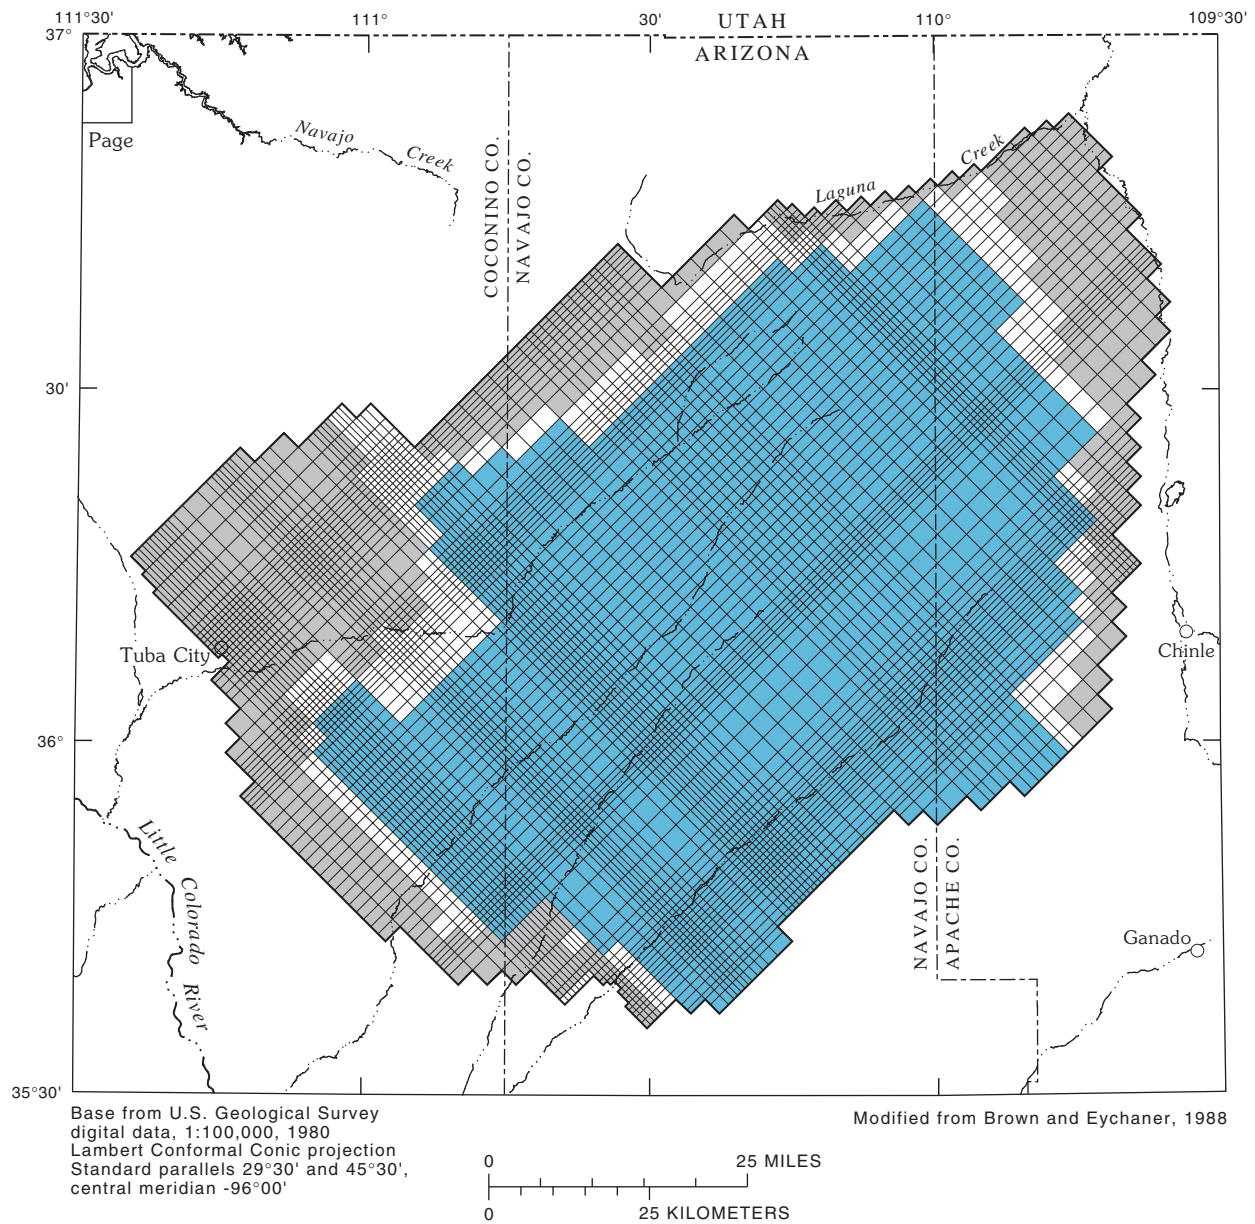 111°30'
111°
30'
110°
109°30'
UTAH
ARIZONA
37°
Page
Navajo
Creek
COCONINO CO.
NAVAJO CO.
Laguna
Creek
30'
Tuba City
Chinle
36°
Little
Colorado
River
NAVAJO CO.
APACHE CO.
Ganado
35°30'
Base from U.S. Geological Survey
digital data, 1:100,000, 1980
Lambert Conformal Conic projection
Standard parallels 29°30' and 45°30',
central meridian -96°00'
Modified from Brown and Eychaner, 1988
0
25 MILES
0
25 KILOMETERS